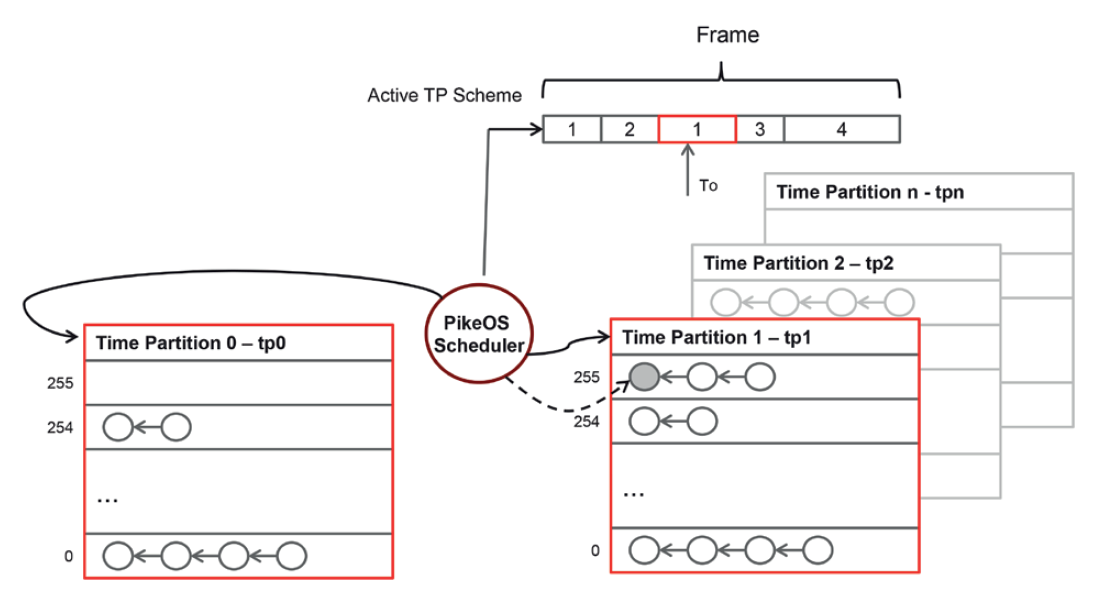 Frame
Active TP Scheme
1 2 1 3 4
To
Time Partition n - tpn
Time Partition 2 – tp2
PikeOS
Scheduler
Time Partition 0 – tp0
255
254
...
0
Time Partition 1 – tp1
255
254
...
0